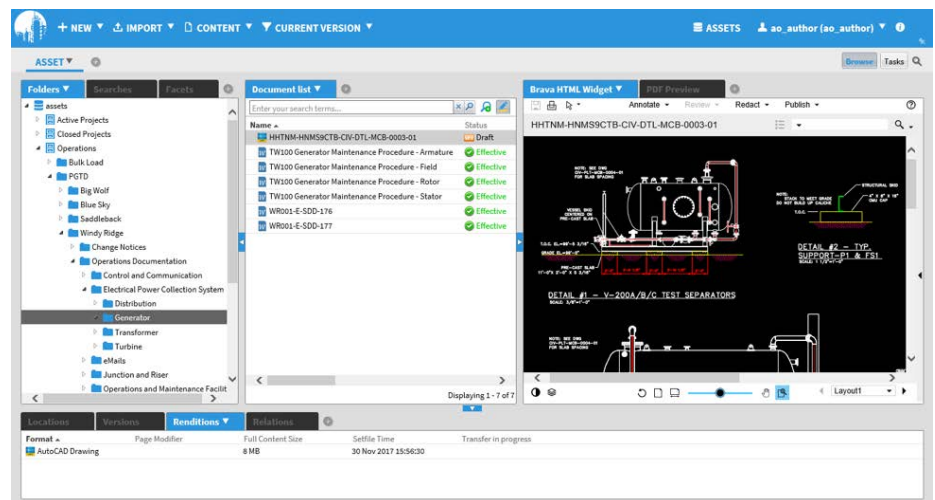 NEW IMPORT CONTENT CURRENT VERSION ASSETS ao_author (ao_author)
ASSET Browse Tasks
Folders Searches Facets
assets
Active Projects
Closed Projects
Operations
Bulk Load
PGTD
Big Wolf
Blue Sky
Saddleback
Windy Ridge
Change Notices
Operations Documentation
Control and Communication
Electrical Power Collection System
Distribution
Generator
Transformer
Turbine
eMails
Junction and Riser
Operations and Maintenance Facilit
Document list
Enter your search terms...
Name Status
HHTNM-HNMS9CTB-CIV-DTL-MCB-0003-01 Draft
TW100 Generator Maintenance Procedure - Armature Effective
TW100 Generator Maintenance Procedure - Field Effective
TW100 Generator Maintenance Procedure - Rotor Effective
TW100 Generator Maintenance Procedure - Stator Effective
WR001-E-SDD-176 Effective
WR001-E-SDD-177 Effective
Displaying 1 - 7 of 7
Brava HTML Widget PDF Preview
Annotate Review Redact Publish
HHTNM-HNMS9CTB-CIV-DTL-MCB-0003-01
STRUCTURAL SKID
T.O.C.
DETAIL #2 - TYP.
SUPPORT-P1 & FS1
DETAIL #1 - V-200A/B/C TEST SEPARATORS
Layout1
Locations Versions Renditions Relations
Format Page Modifier Full Content Size Setfile Time Transfer in progress
AutoCAD Drawing 8 MB 30 Nov 2017 15:56:30